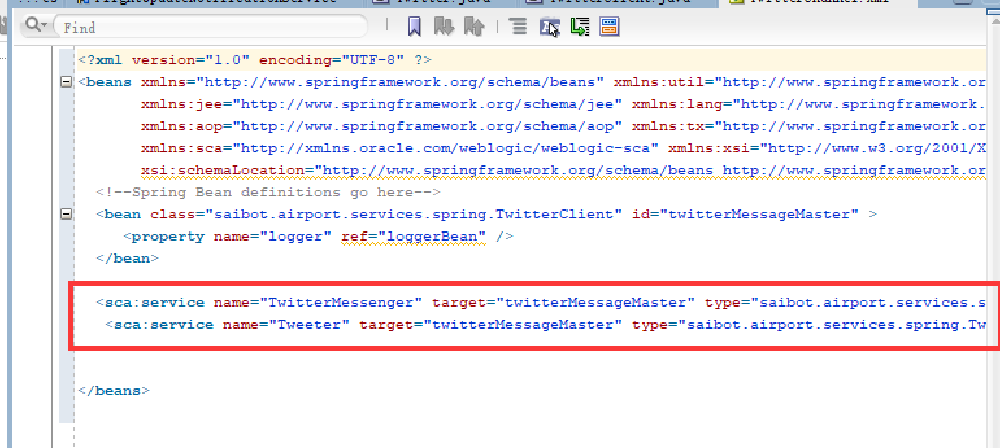 Find
<?xml version="1.0" encoding="UTF-8" ?>
<beans xmlns="http://www.springframework.org/schema/beans" xmlns:util="http://www.springframework.or
xmlns:jee="http://www.springframework.org/schema/jee" xmlns:lang="http://www.springframework.
xmlns:aop="http://www.springframework.org/schema/aop" xmlns:tx="http://www.springframework.or
xmlns:sca="http://xmlns.oracle.com/weblogic/weblogic-sca" xmlns:xsi="http://www.w3.org/2001/X
xsi:schemaLocation="http://www.springframework.org/schema/beans http://www.springframework.or
<!--Spring Bean definitions go here-->
<bean class="saibot.airport.services.spring.TwitterClient" id="twitterMessageMaster" >
<property name="logger" ref="loggerBean" />
</bean>
<sca:service name="TwitterMessenger" target="twitterMessageMaster" type="saibot.airport.services.s
<sca:service name="Tweeter" target="twitterMessageMaster" type="saibot.airport.services.spring.Tw
</beans>